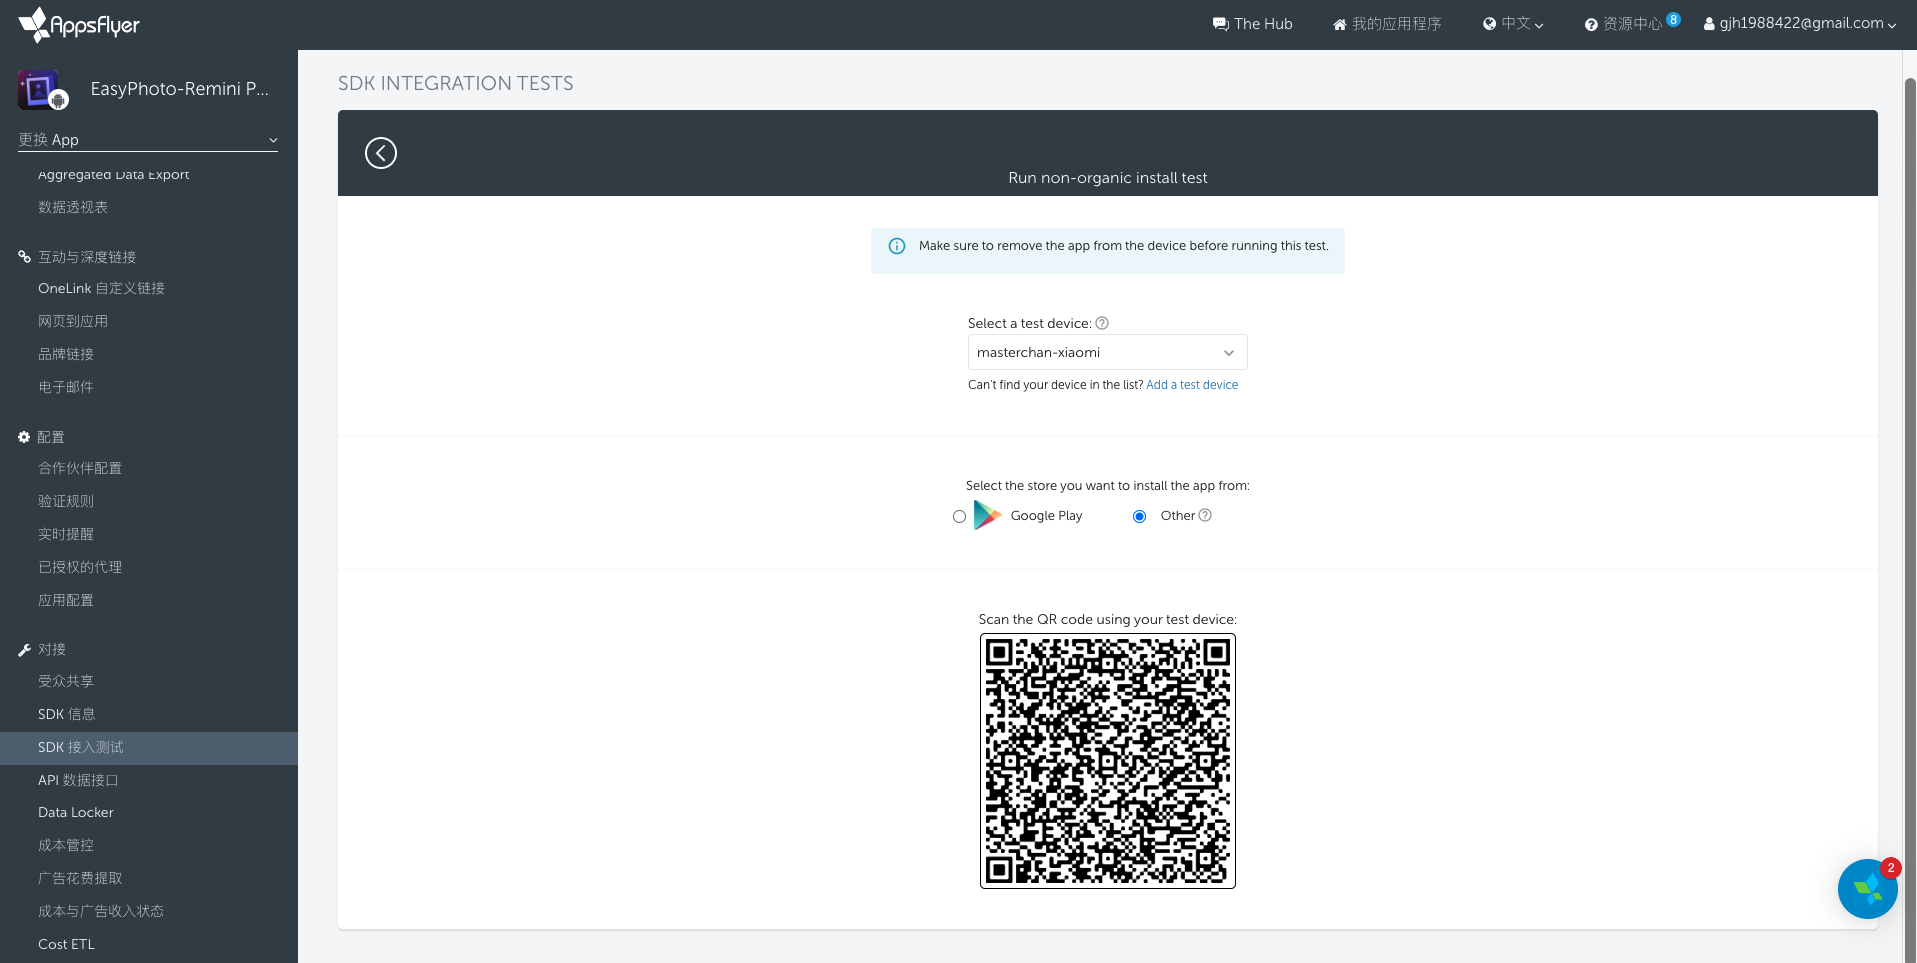 AppsFlyer
The Hub
我的应用程序
中文
资源中心
8
gjh1988422@gmail.com
EasyPhoto-Remini P...
更换 App
Aggregated Data Export
数据透视表
互动与深度链接
OneLink 自定义链接
网页到应用
品牌链接
电子邮件
配置
合作伙伴配置
验证规则
实时提醒
已授权的代理
应用配置
对接
受众共享
SDK 信息
SDK 接入测试
API 数据接口
Data Locker
成本管控
广告花费提取
成本与广告收入状态
Cost ETL
SDK INTEGRATION TESTS
Run non-organic install test
Make sure to remove the app from the device before running this test.
Select a test device:
masterchan-xiaomi
Can't find your device in the list? Add a test device
Select the store you want to install the app from:
Google Play
Other
Scan the QR code using your test device:
2